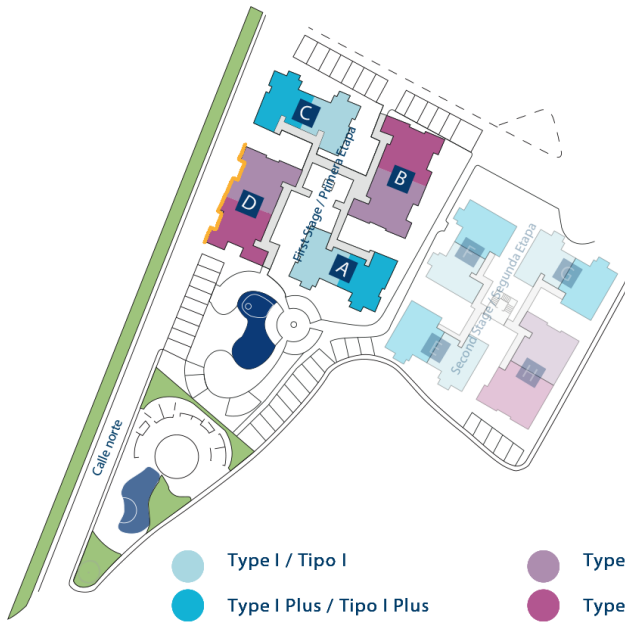 C
B
D
A
First Stage / Primera Etapa
G
Second Stage / Segunda Etapa
Calle norte
Type I / Tipo I
Type I Plus / Tipo I Plus
Type
Type